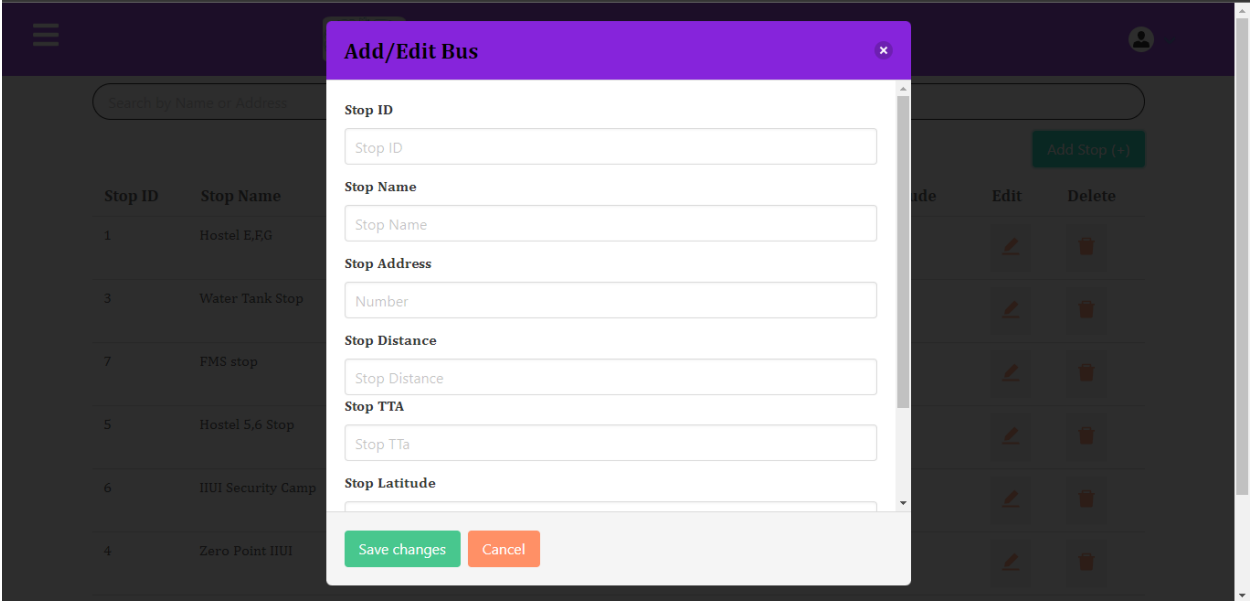 Add/Edit Bus
Search by Name or Address
Add Stop (+)
Stop ID Stop Name ude Edit Delete
1 Hostel E,F,G
3 Water Tank Stop
7 FMS stop
5 Hostel 5,6 Stop
6 IIUI Security Camp
4 Zero Point IIUI
Stop ID
Stop ID
Stop Name
Stop Name
Stop Address
Number
Stop Distance
Stop Distance
Stop TTA
Stop TTa
Stop Latitude
Save changes Cancel